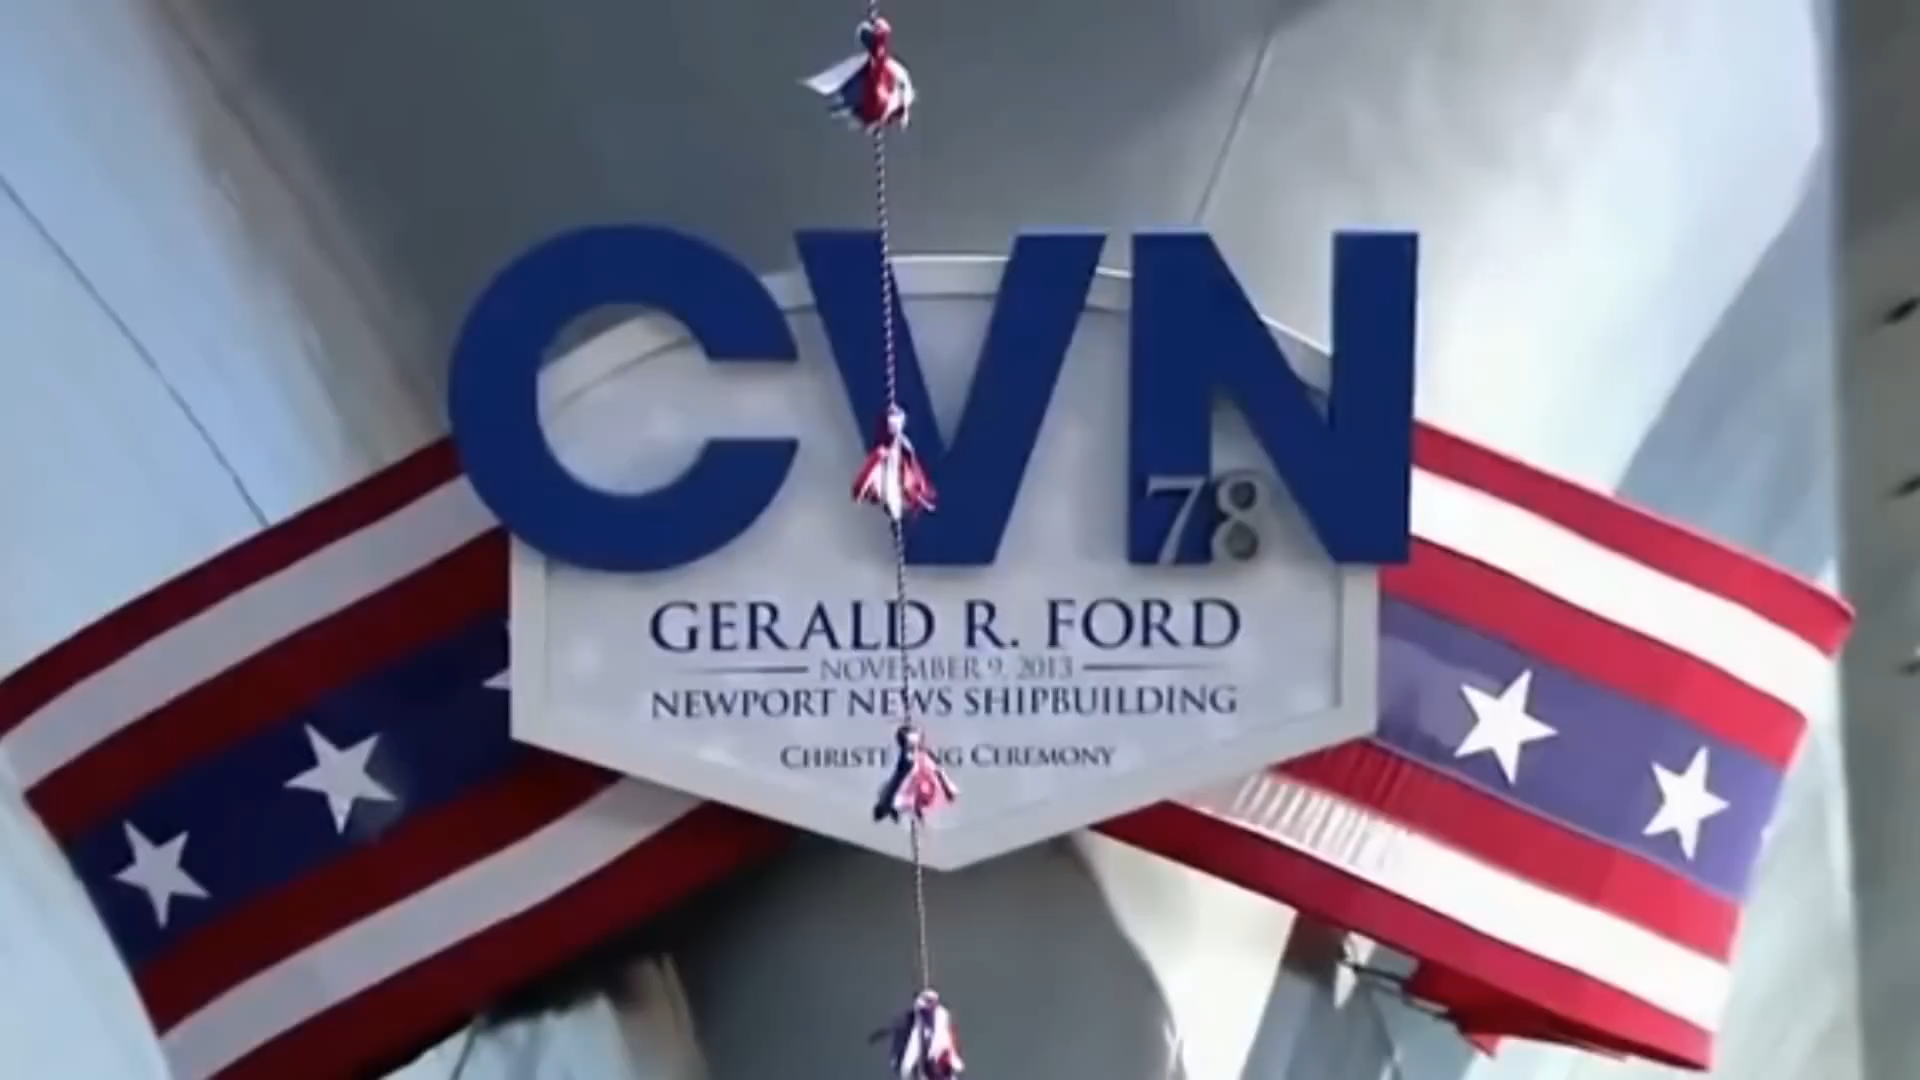 CVN
78
GERALD R. FORD
NOVEMBER 9, 2013
NEWPORT NEWS SHIPBUILDING
CHRISTENING CEREMONY